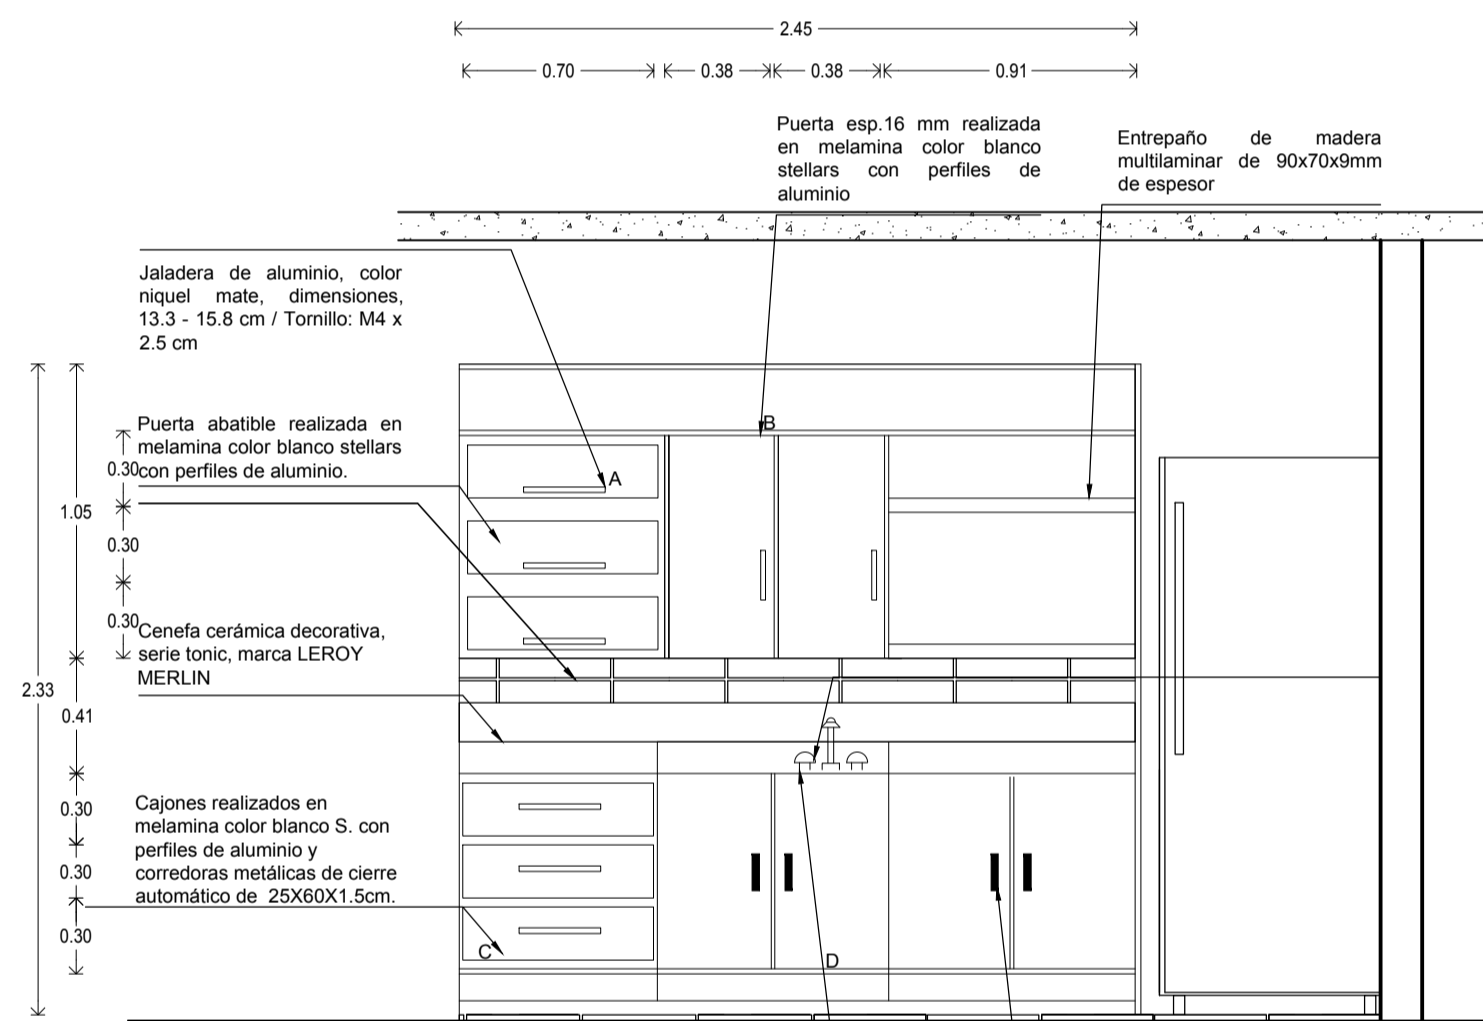 2.45
0.70 0.38 0.38 0.91
Puerta esp.16 mm realizada
en melamina color blanco
stellars con perfiles de
aluminio
Entrepaño de madera
multilaminar de 90x70x9mm
de espesor
Jaladera de aluminio, color
niquel mate, dimensiones,
13.3 - 15.8 cm / Tornillo: M4 x
2.5 cm
Puerta abatible realizada en
melamina color blanco stellars
con perfiles de aluminio.
B
A
0.30
1.05
0.30
0.30
Cenefa cerámica decorativa,
serie tonic, marca LEROY
MERLIN
2.33
0.41
Cajones realizados en
melamina color blanco S. con
perfiles de aluminio y
corredoras metálicas de cierre
automático de 25X60X1.5cm.
0.30
0.30
0.30
C
D